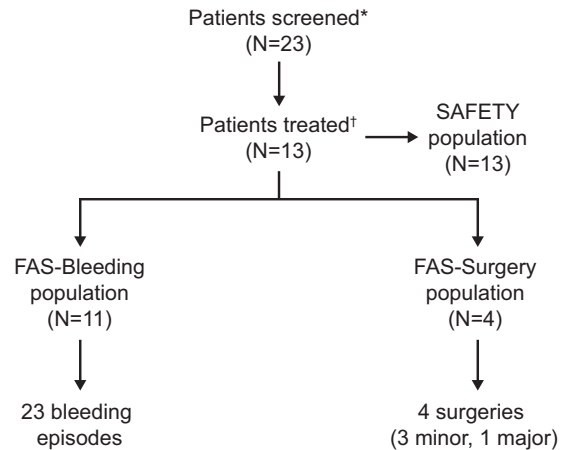 Patients screened*
(N=23)
Patients treated†
(N=13)
SAFETY
population
(N=13)
FAS-Bleeding
population
(N=11)
FAS-Surgery
population
(N=4)
23 bleeding
episodes
4 surgeries
(3 minor, 1 major)